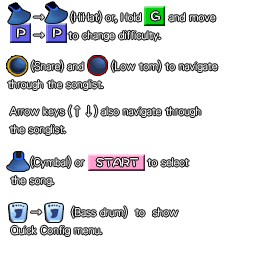 → (HiHat) or, Hold G and move
P → P to change difficulty.
(Snare) and (Low tom) to navigate
through the songlist.
Arrow keys (↑ ↓) also navigate through
the songlist.
(Cymbal) or START to select
the song.
→ (Bass drum) to show
Quick Config menu.